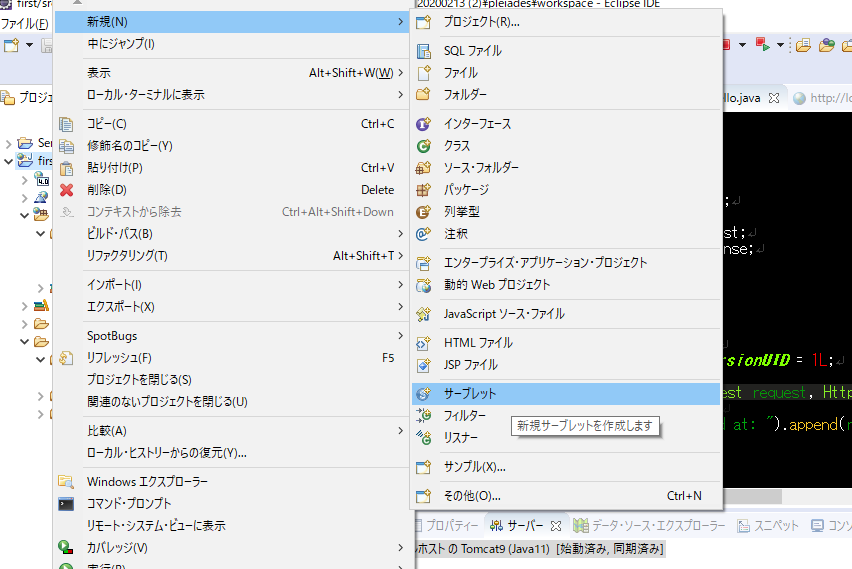 20200213 (2)¥pleiades¥workspace - Eclipse IDE
ファイル(F)
新規(N)
中にジャンプ(I)
表示 Alt+Shift+W(W)
ローカル・ターミナルに表示
コピー(C) Ctrl+C
修飾名のコピー(Y)
貼り付け(P) Ctrl+V
削除(D) Delete
コンテキストから除去 Ctrl+Alt+Shift+Down
ビルド・パス(B)
リファクタリング(T) Alt+Shift+T
インポート(I)
エクスポート(X)
SpotBugs
リフレッシュ(F) F5
プロジェクトを閉じる(S)
関連のないプロジェクトを閉じる(U)
比較(A)
ローカル・ヒストリーからの復元(Y)...
Windows エクスプローラー
コマンド・プロンプト
リモート・システム・ビューに表示
カバレッジ(V)
実行(R)
プロジェクト(R)...
SQL ファイル
ファイル
フォルダー
インターフェース
クラス
ソース・フォルダー
パッケージ
列挙型
注釈
エンタープライズ・アプリケーション・プロジェクト
動的 Web プロジェクト
JavaScript ソース・ファイル
HTML ファイル
JSP ファイル
サーブレット
フィルター
新規サーブレットを作成します
リスナー
サンプル(X)...
その他(O)... Ctrl+N
llo.java
http://lo
st;
nse;
rsionUID = 1L;
est request, Http
d at: ").append(r
プロパティー サーバー データ・ソース・エクスプローラー スニペット コンソ
ルホスト の Tomcat9 (Java11) [始動済み, 同期済み]